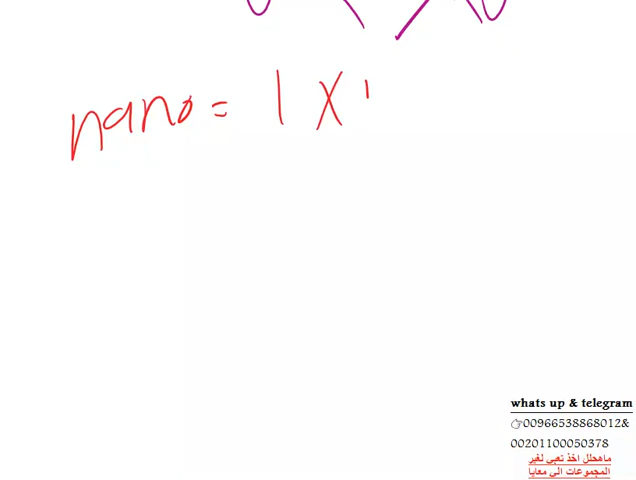 nano = 1 X 1
whats up & telegram
👉00966538868012&
00201100050378
ماهحلل اخذ تعبى لغير
المجموعات الى معايا